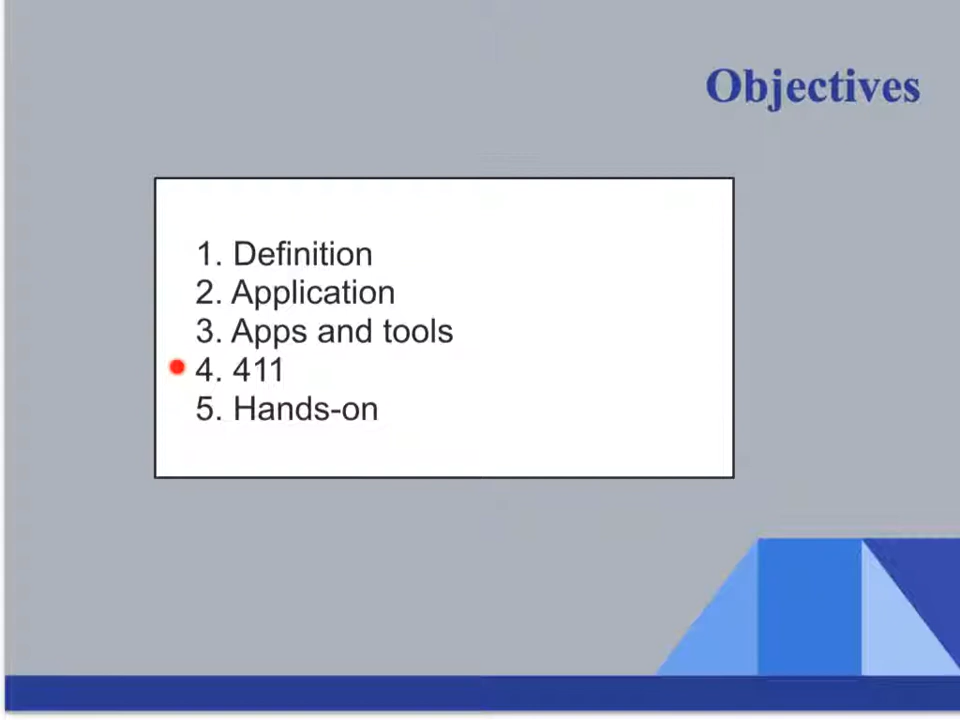 Objectives
1. Definition
2. Application
3. Apps and tools
4. 411
5. Hands-on